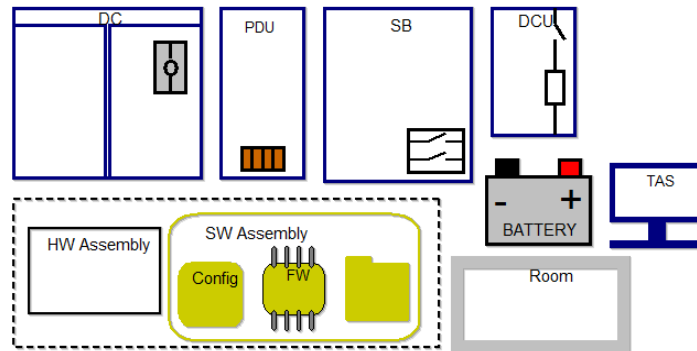 DC
PDU
SB
DCU
TAS
- +
BATTERY
HW Assembly
SW Assembly
Config
FW
Room